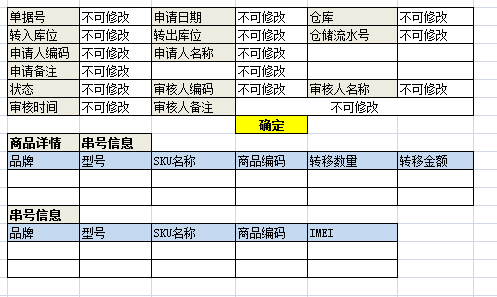 单据号 不可修改 申请日期 不可修改 仓库 不可修改
转入库位 不可修改 转出库位 不可修改 仓储流水号 不可修改
申请人编码 不可修改 申请人名称 不可修改
申请备注 不可修改 不可修改
状态 不可修改 审核人编码 不可修改 审核人名称 不可修改
审核时间 不可修改 审核人备注 不可修改
确定
商品详情 串号信息
品牌 型号 SKU名称 商品编码 转移数量 转移金额
串号信息
品牌 型号 SKU名称 商品编码 IMEI